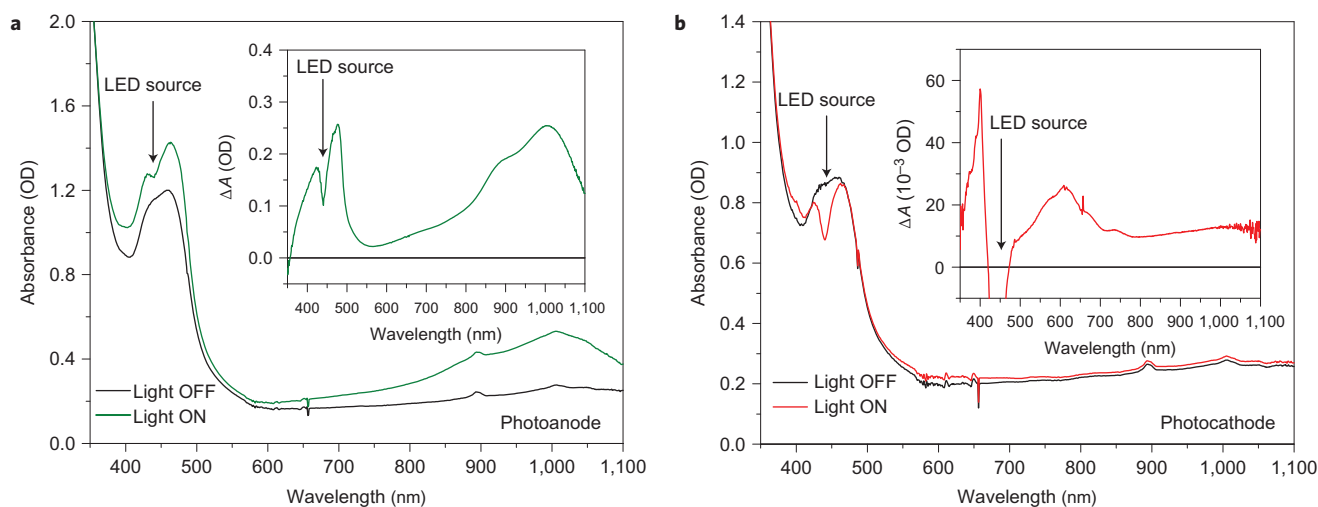 a
2.0
1.6
1.2
0.8
0.4
0.0
Absorbance (OD)
400 500 600 700 800 900 1,000 1,100
Wavelength (nm)
LED source
Light OFF
Light ON
Photoanode
0.4
0.3
0.2
0.1
0.0
ΔA (OD)
LED source
400 500 600 700 800 900 1,000 1,100
Wavelength (nm)
b
1.4
1.2
1.0
0.8
0.6
0.4
0.2
0.0
Absorbance (OD)
400 500 600 700 800 900 1,000 1,100
Wavelength (nm)
LED source
Light OFF
Light ON
Photocathode
60
40
20
0
ΔA (10⁻³ OD)
LED source
400 500 600 700 800 900 1,000 1,100
Wavelength (nm)